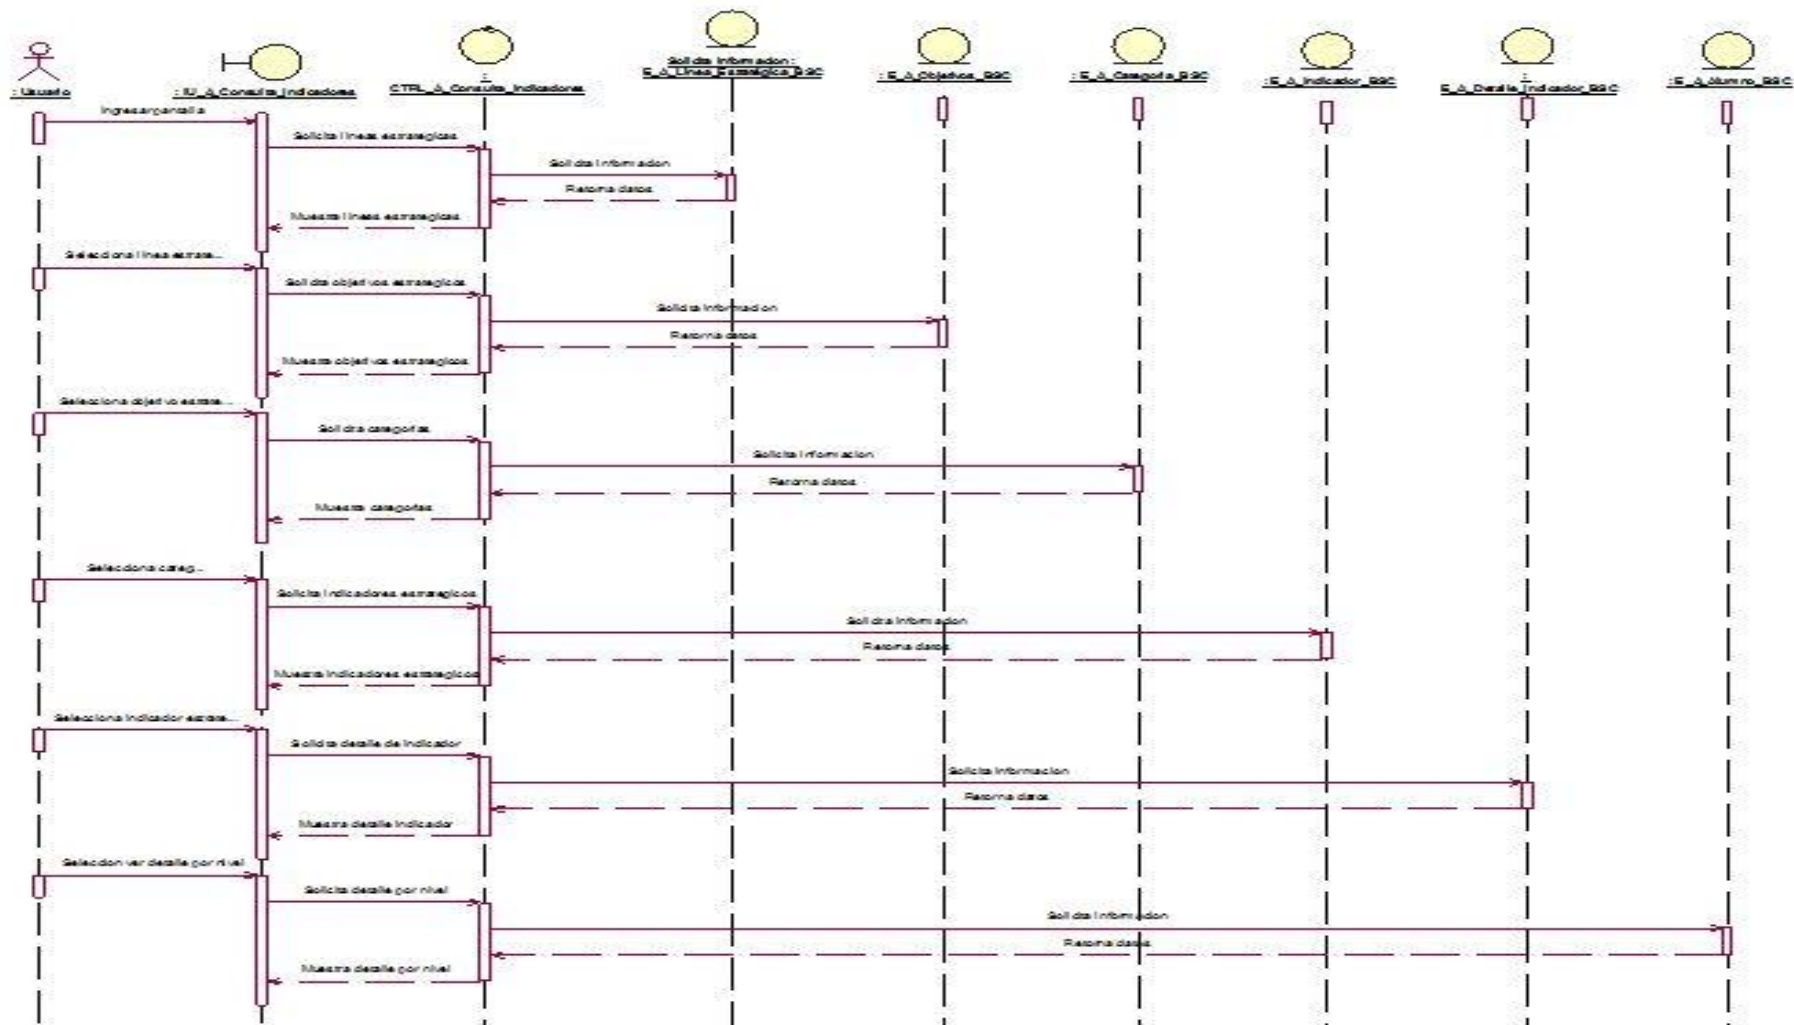 Solicita Informacion :
E_A_Linea_Estrategica_BSC
: Usuario
: IU_A_Consulta_Indicadores
:
CTRL_A_Consulta_Indicadores
: E_A_Objetivos_BSC
: E_A_Categoria_BSC
: E_A_Indicador_BSC
:
E_A_Detalle_Indicador_BSC
: E_A_Alumno_BSC
Ingresar pantalla
Solicita lineas estrategicas
Solicita informacion
Retorna datos
Muestra lineas estrategicas
Selecciona linea estrate...
Solicita objetivos estrategicos
Solicita informacion
Retorna datos
Muestra objetivos estrategicos
Selecciona objetivo estrate...
Solicita categorias
Solicita informacion
Retorna datos
Muestra categorias
Selecciona categ...
Solicita indicadores estrategicos
Solicita informacion
Retorna datos
Muestra indicadores estrategicos
Selecciona indicador estrate...
Solicita detalle de indicador
Solicita informacion
Retorna datos
Muestra detalle indicador
Seleccion ver detalle por nivel
Solicita detalle por nivel
Solicita informacion
Retorna datos
Muestra detalle por nivel